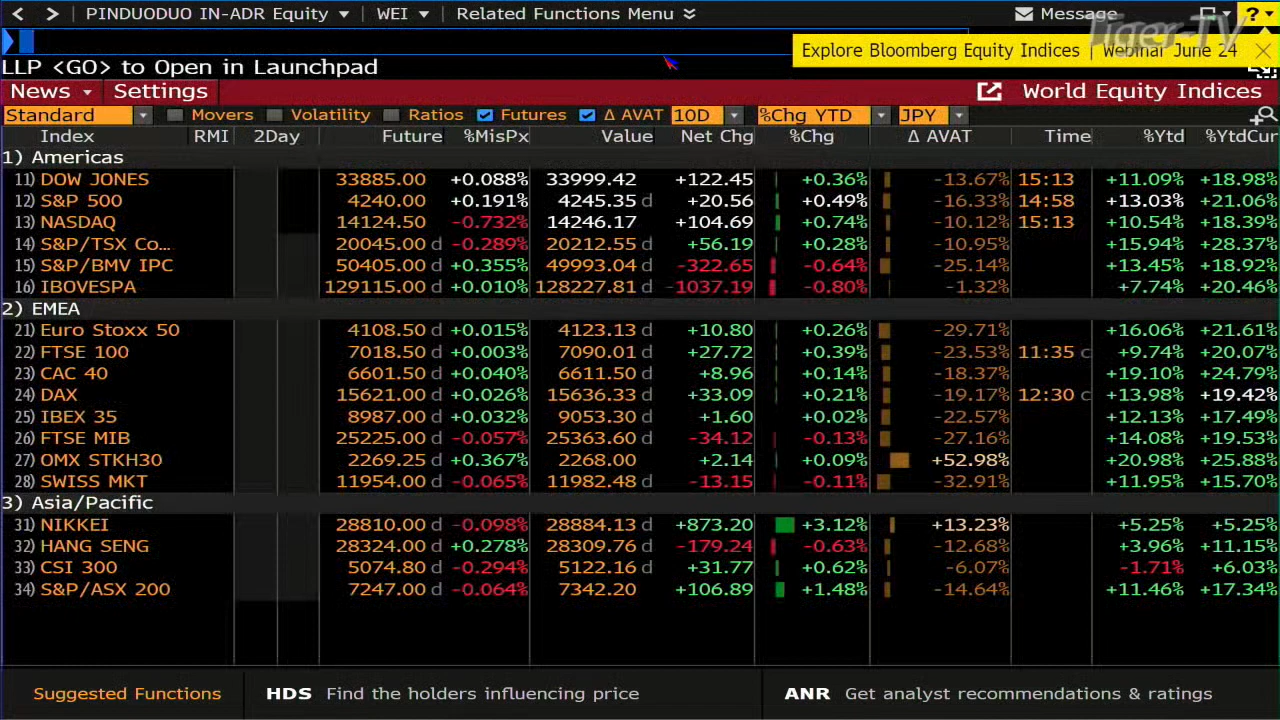 < > PINDUODUO IN-ADR Equity WEI Related Functions Menu Message ?
Tiger-TV
Explore Bloomberg Equity Indices | Webinar June 24
LLP <GO> to Open in Launchpad
News Settings World Equity Indices
Standard Movers Volatility Ratios Futures Δ AVAT 10D %Chg YTD JPY
Index RMI 2Day Future %MisPx Value Net Chg %Chg Δ AVAT Time %Ytd %YtdCur
1) Americas
11) DOW JONES 33885.00 +0.088% 33999.42 +122.45 +0.36% -13.67% 15:13 +11.09% +18.98%
12) S&P 500 4240.00 +0.191% 4245.35 d +20.56 +0.49% -16.33% 14:58 +13.03% +21.06%
13) NASDAQ 14124.50 -0.732% 14246.17 +104.69 +0.74% -10.12% 15:13 +10.54% +18.39%
14) S&P/TSX Co... 20045.00 d -0.289% 20212.55 d +56.19 +0.28% -10.95% +15.94% +28.37%
15) S&P/BMV IPC 50405.00 d +0.355% 49993.04 d -322.65 -0.64% -25.14% +13.45% +18.92%
16) IBOVESPA 129115.00 d +0.010% 128227.81 d -1037.19 -0.80% -1.32% +7.74% +20.46%
2) EMEA
21) Euro Stoxx 50 4108.50 d +0.015% 4123.13 d +10.80 +0.26% -29.71% +16.06% +21.61%
22) FTSE 100 7018.50 d +0.003% 7090.01 d +27.72 +0.39% -23.53% 11:35 c +9.74% +20.07%
23) CAC 40 6601.50 d +0.040% 6611.50 d +8.96 +0.14% -18.37% +19.10% +24.79%
24) DAX 15621.00 d +0.026% 15636.33 d +33.09 +0.21% -19.17% 12:30 c +13.98% +19.42%
25) IBEX 35 8987.00 d +0.032% 9053.30 d +1.60 +0.02% -22.57% +12.13% +17.49%
26) FTSE MIB 25225.00 d -0.057% 25363.60 d -34.12 -0.13% -27.16% +14.08% +19.53%
27) OMX STKH30 2269.25 d +0.367% 2268.00 +2.14 +0.09% +52.98% +20.98% +25.88%
28) SWISS MKT 11954.00 d -0.065% 11982.48 d -13.15 -0.11% -32.91% +11.95% +15.70%
3) Asia/Pacific
31) NIKKEI 28810.00 d -0.098% 28884.13 d +873.20 +3.12% +13.23% +5.25% +5.25%
32) HANG SENG 28324.00 d +0.278% 28309.76 d -179.24 -0.63% -12.68% +3.96% +11.15%
33) CSI 300 5074.80 d -0.294% 5122.16 d +31.77 +0.62% -6.07% -1.71% +6.03%
34) S&P/ASX 200 7247.00 d -0.064% 7342.20 +106.89 +1.48% -14.64% +11.46% +17.34%
Suggested Functions HDS Find the holders influencing price ANR Get analyst recommendations & ratings